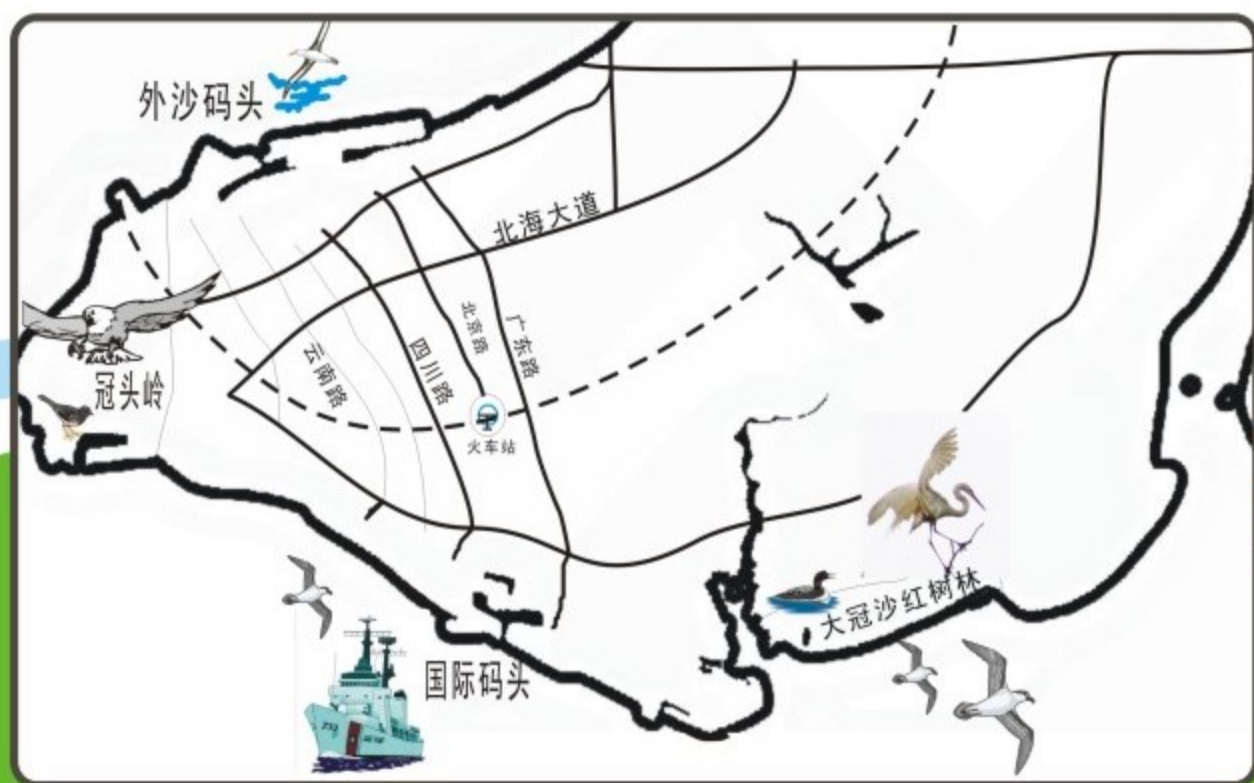 外沙码头
北海大道
北京路
广东路
云南路
四川路
冠头岭
火车站
大冠沙红树林
国际码头